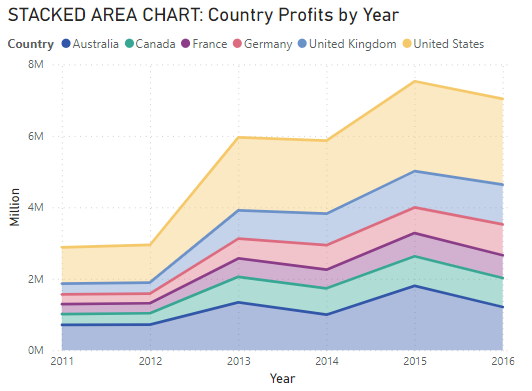 STACKED AREA CHART: Country Profits by Year
Country Australia Canada France Germany United Kingdom United States
8M
6M
4M
2M
0M
Million
2011 2012 2013 2014 2015 2016
Year